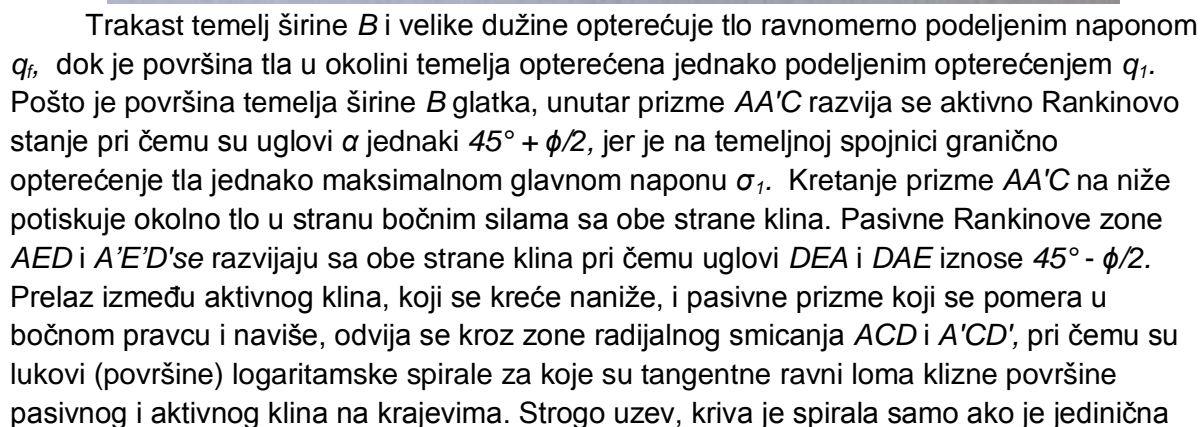 Trakast temelj širine B i velike dužine opterećuje tlo ravnomerno podeljenim naponom
qf, dok je površina tla u okolini temelja opterećena jednako podeljenim opterećenjem q1.
Pošto je površina temelja širine B glatka, unutar prizme AA'C razvija se aktivno Rankinovo
stanje pri čemu su uglovi α jednaki 45° + ϕ/2, jer je na temeljnoj spojnici granično
opterećenje tla jednako maksimalnom glavnom naponu σ1. Kretanje prizme AA'C na niže
potiskuje okolno tlo u stranu bočnim silama sa obe strane klina. Pasivne Rankinove zone
AED i A’E’D'se razvijaju sa obe strane klina pri čemu uglovi DEA i DAE iznose 45° - ϕ/2.
Prelaz između aktivnog klina, koji se kreće naniže, i pasivne prizme koji se pomera u
bočnom pravcu i naviše, odvija se kroz zone radijalnog smicanja ACD i A'CD', pri čemu su
lukovi (površine) logaritamske spirale za koje su tangentne ravni loma klizne površine
pasivnog i aktivnog klina na krajevima. Strogo uzev, kriva je spirala samo ako je jedinična